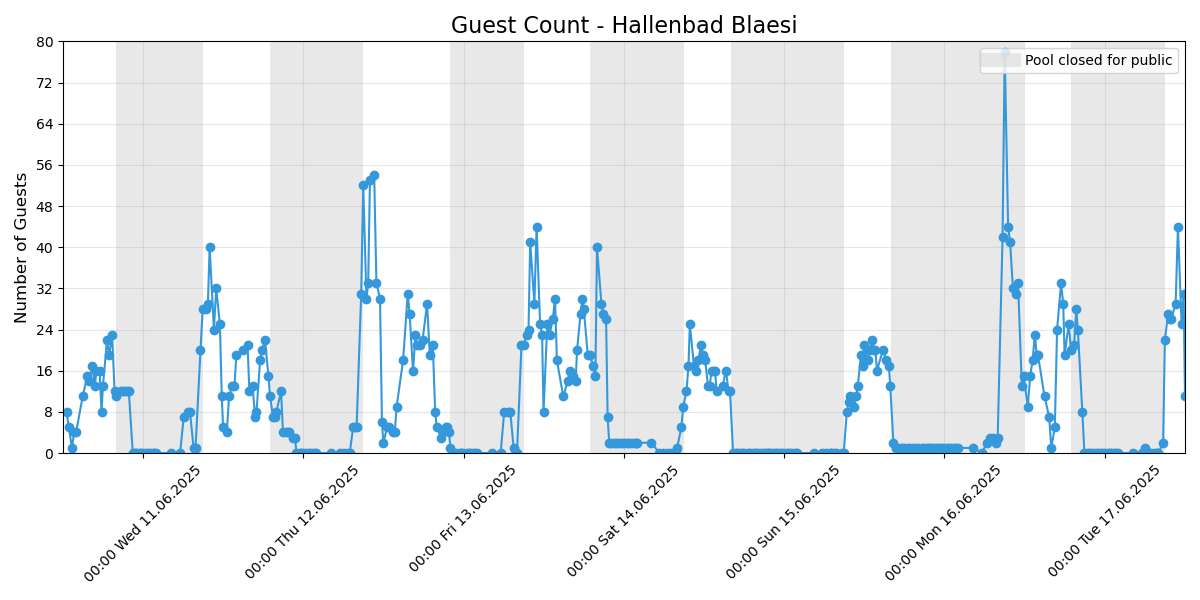 Guest Count - Hallenbad Blaesi
Pool closed for public
Number of Guests
80
72
64
56
48
40
32
24
16
8
0
00:00 Wed 11.06.2025
00:00 Thu 12.06.2025
00:00 Fri 13.06.2025
00:00 Sat 14.06.2025
00:00 Sun 15.06.2025
00:00 Mon 16.06.2025
00:00 Tue 17.06.2025